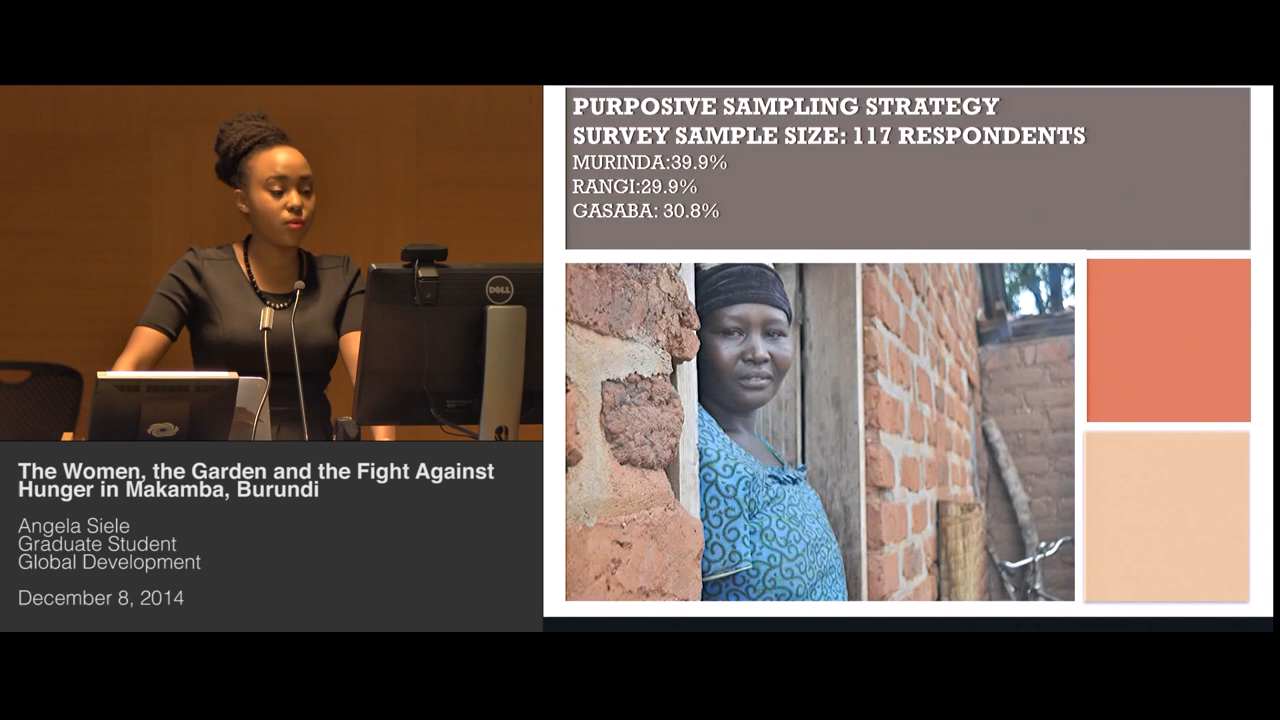 PURPOSIVE SAMPLING STRATEGY
SURVEY SAMPLE SIZE: 117 RESPONDENTS
MURINDA:39.9%
RANGI:29.9%
GASABA: 30.8%
DELL
The Women, the Garden and the Fight Against
Hunger in Makamba, Burundi
Angela Siele
Graduate Student
Global Development
December 8, 2014